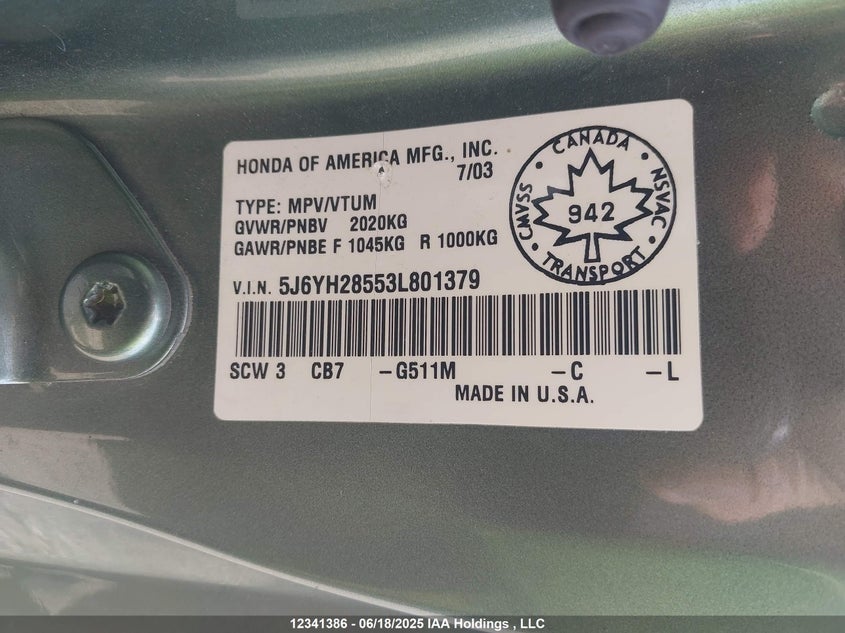 HONDA OF AMERICA MFG., INC.
7/03
TYPE: MPV/VTUM
GVWR/PNBV 2020KG
GAWR/PNBE F 1045KG R 1000KG
V.I.N. 5J6YH28553L801379
SCW 3 CB7 -G511M -C -L
MADE IN U.S.A.
CANADA
CMVSS 942 NSVAC
TRANSPORT
12341386 - 06/18/2025 IAA Holdings , LLC